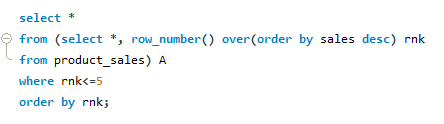 select *
from (select *, row_number() over(order by sales desc) rnk
from product_sales) A
where rnk<=5
order by rnk;